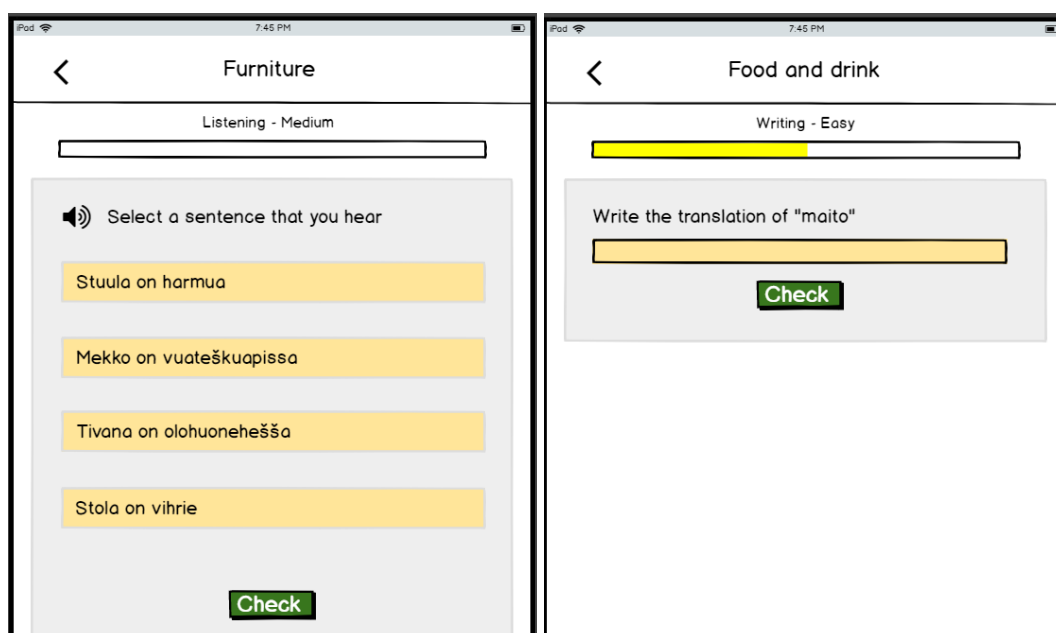 iPad
7:45 PM
Furniture
Listening - Medium
Select a sentence that you hear
Stuula on harmua
Mekko on vuateškuapissa
Tivana on olohuonehešša
Stola on vihrie
Check
iPad
7:45 PM
Food and drink
Writing - Easy
Write the translation of "maito"
Check